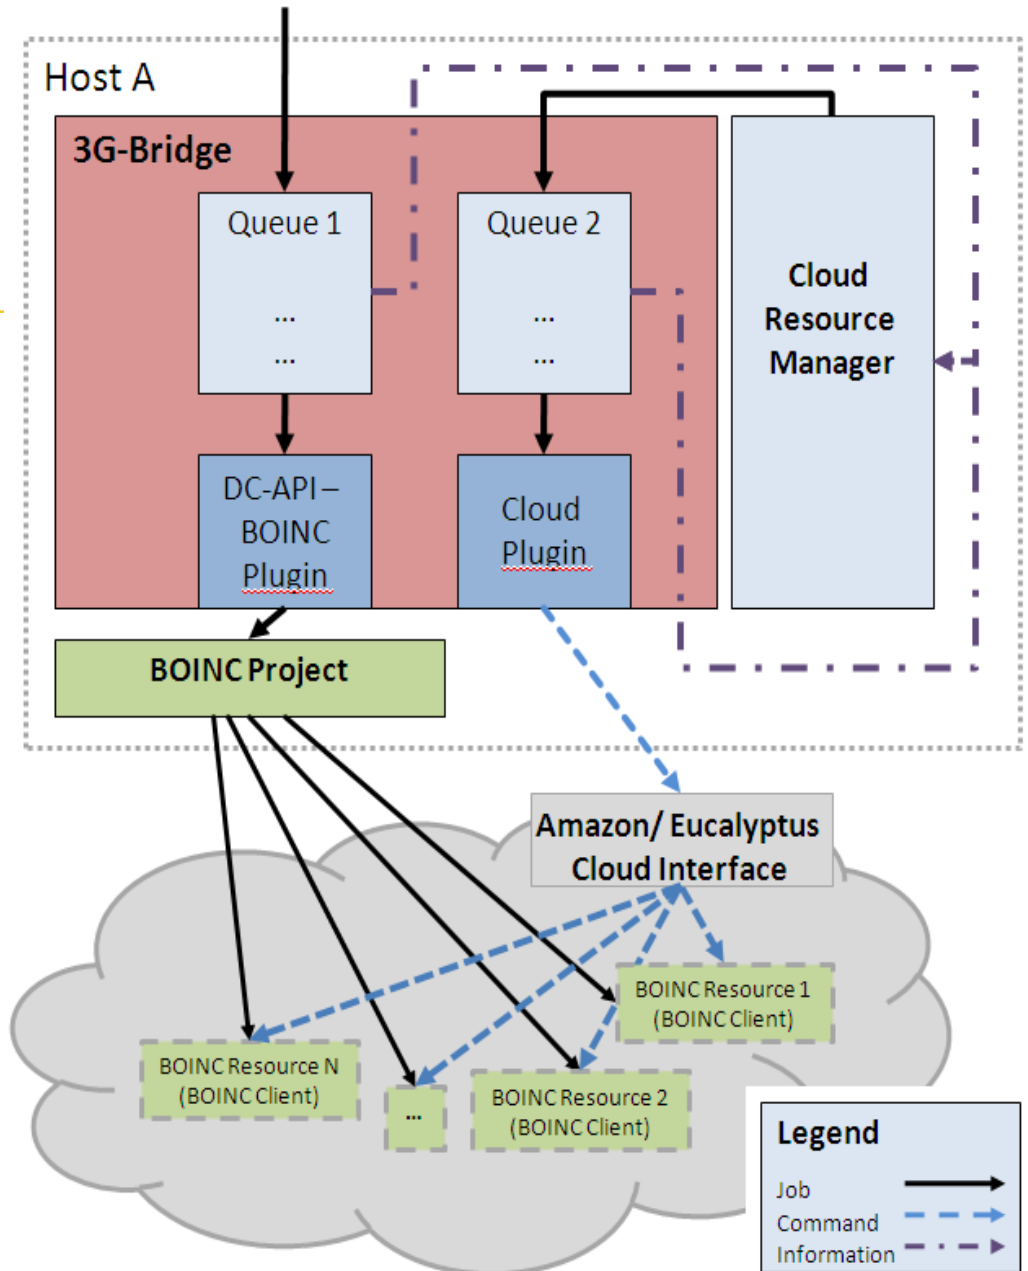 Host A
3G-Bridge
Queue 1
...
...
Queue 2
...
...
Cloud
Resource
Manager
DC-API –
BOINC
Plugin
Cloud
Plugin
BOINC Project
Amazon/ Eucalyptus
Cloud Interface
BOINC Resource 1
(BOINC Client)
BOINC Resource N
(BOINC Client)
...
BOINC Resource 2
(BOINC Client)
Legend
Job
Command
Information